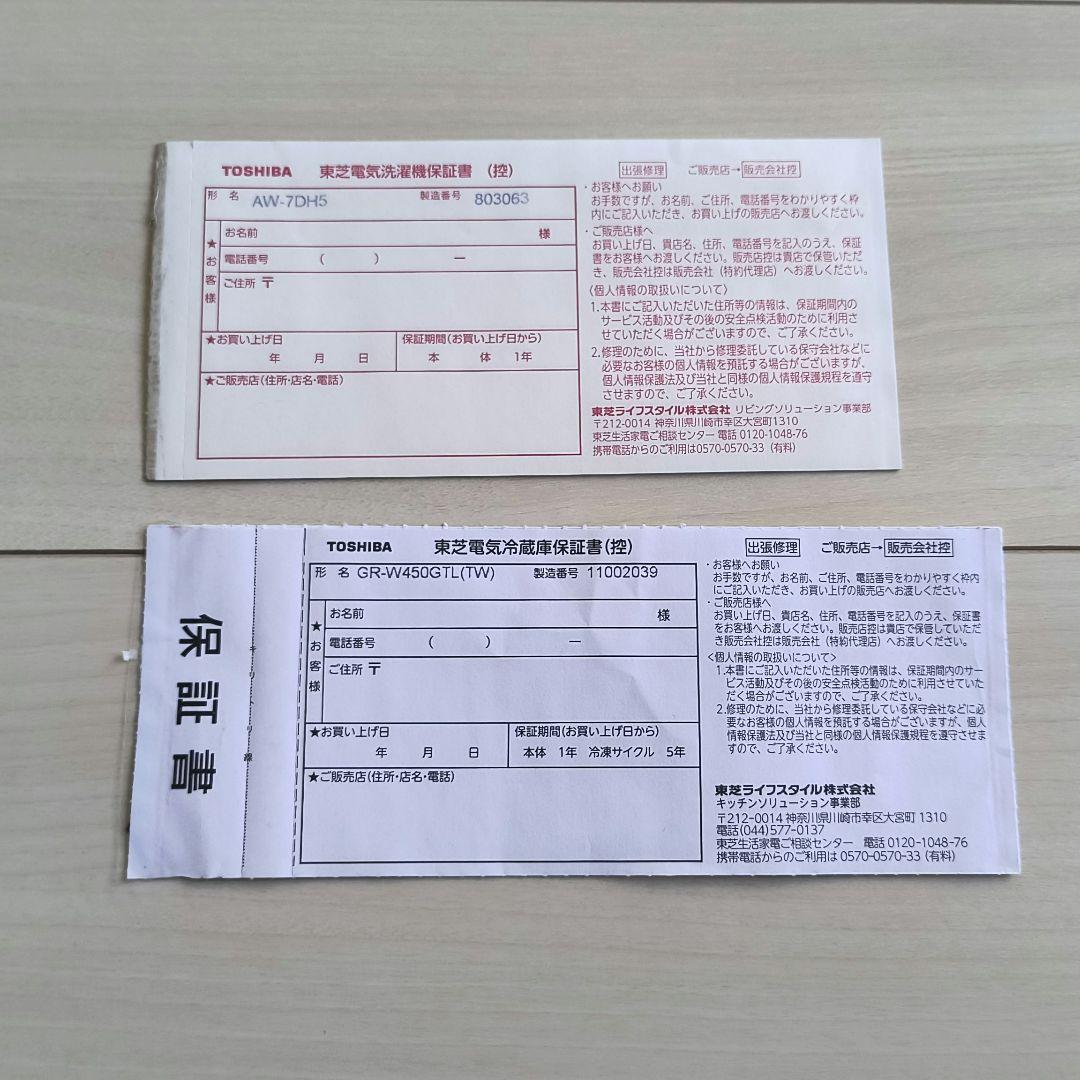 TOSHIBA 東芝電気洗濯機保証書 (控)
形 名 AW-7DH5 製造番号 803063
★お客様
お名前 様
電話番号 ( ) ー
ご住所 〒
★お買い上げ日
年 月 日
保証期間(お買い上げ日から)
本 体 1年
★ご販売店(住所・店名・電話)
出張修理 ご販売店→販売会社控
・お客様へお願い
お手数ですが、お名前、ご住所、電話番号をわかりやすく枠
内にご記入いただき、お買い上げの販売店へお渡しください。
・ご販売店様へ
お買い上げ日、貴店名、住所、電話番号を記入のうえ、保証
書をお客様へお渡しください。販売店控は貴店で保管いただ
き、販売会社控は販売会社(特約代理店)へお渡しください。
〈個人情報の取扱いについて〉
1.本書にご記入いただいた住所等の情報は、保証期間内の
サービス活動及びその後の安全点検活動のために利用さ
せていただく場合がございますので、ご了承ください。
2.修理のために、当社から修理委託している保守会社などに
必要なお客様の個人情報を預託する場合がございますが、
個人情報保護法及び当社と同様の個人情報保護規程を遵守
させますので、ご了承ください。
東芝ライフスタイル株式会社 リビングソリューション事業部
〒212-0014 神奈川県川崎市幸区大宮町1310
東芝生活家電ご相談センター 電話 0120-1048-76
携帯電話からのご利用は0570-0570-33 (有料)
保証書
キリトリ線
TOSHIBA 東芝電気冷蔵庫保証書(控)
形 名 GR-W450GTL(TW) 製造番号 11002039
★お客様
お名前 様
電話番号 ( ) ー
ご住所 〒
★お買い上げ日
年 月 日
保証期間(お買い上げ日から)
本体 1年 冷凍サイクル 5年
★ご販売店(住所・店名・電話)
出張修理 ご販売店→販売会社控
・お客様へお願い
お手数ですが、お名前、ご住所、電話番号をわかりやすく枠内
にご記入いただき、お買い上げの販売店へお渡しください。
・ご販売店様へ
お買い上げ日、貴店名、住所、電話番号を記入のうえ、保証書
をお客様へお渡しください。販売店控は貴店で保管していただ
き販売会社控は販売会社(特約代理店)へお渡しください。
<個人情報の取扱いについて>
1.本書にご記入いただいた住所等の情報は、保証期間内のサー
ビス活動及びその後の安全点検活動のために利用させていた
だく場合がございますので、ご了承ください。
2.修理のために、当社から修理委託している保守会社などに必
要なお客様の個人情報を預託する場合がございますが、個人
情報保護法及び当社と同様の個人情報保護規程を遵守させま
すので、ご了承ください。
東芝ライフスタイル株式会社
キッチンソリューション事業部
〒212-0014 神奈川県川崎市幸区大宮町 1310
電話(044)577-0137
東芝生活家電ご相談センター 電話 0120-1048-76
携帯電話からのご利用は 0570-0570-33 (有料)